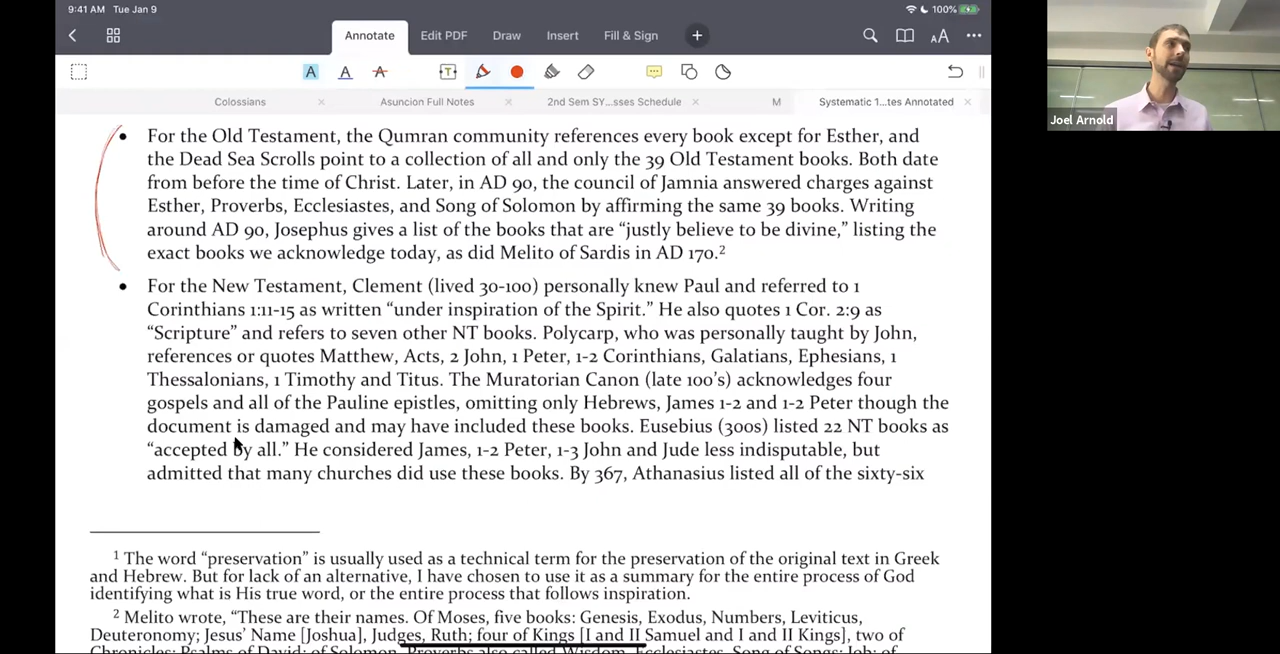 9:41 AM Tue Jan 9
100%
Annotate Edit PDF Draw Insert Fill & Sign
Colossians Asuncion Full Notes 2nd Sem SY...sses Schedule M Systematic 1...tes Annotated
• For the Old Testament, the Qumran community references every book except for Esther, and
the Dead Sea Scrolls point to a collection of all and only the 39 Old Testament books. Both date
from before the time of Christ. Later, in AD 90, the council of Jamnia answered charges against
Esther, Proverbs, Ecclesiastes, and Song of Solomon by affirming the same 39 books. Writing
around AD 90, Josephus gives a list of the books that are “justly believe to be divine,” listing the
exact books we acknowledge today, as did Melito of Sardis in AD 170.²
• For the New Testament, Clement (lived 30-100) personally knew Paul and referred to 1
Corinthians 1:11-15 as written “under inspiration of the Spirit.” He also quotes 1 Cor. 2:9 as
“Scripture” and refers to seven other NT books. Polycarp, who was personally taught by John,
references or quotes Matthew, Acts, 2 John, 1 Peter, 1-2 Corinthians, Galatians, Ephesians, 1
Thessalonians, 1 Timothy and Titus. The Muratorian Canon (late 100’s) acknowledges four
gospels and all of the Pauline epistles, omitting only Hebrews, James 1-2 and 1-2 Peter though the
document is damaged and may have included these books. Eusebius (300s) listed 22 NT books as
“accepted by all.” He considered James, 1-2 Peter, 1-3 John and Jude less indisputable, but
admitted that many churches did use these books. By 367, Athanasius listed all of the sixty-six
¹ The word “preservation” is usually used as a technical term for the preservation of the original text in Greek
and Hebrew. But for lack of an alternative, I have chosen to use it as a summary for the entire process of God
identifying what is His true word, or the entire process that follows inspiration.
² Melito wrote, “These are their names. Of Moses, five books: Genesis, Exodus, Numbers, Leviticus,
Deuteronomy; Jesus’ Name [Joshua], Judges, Ruth; four of Kings [I and II Samuel and I and II Kings], two of
Chronicles; Psalms of David; of Solomon, Proverbs also called Wisdom, Ecclesiastes, Song of Songs; Job; of
Joel Arnold